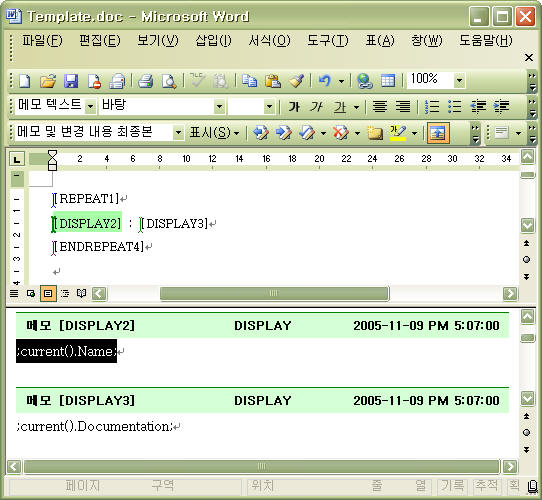 Template.doc - Microsoft Word
파일(F) 편집(E) 보기(V) 삽입(I) 서식(O) 도구(T) 표(A) 창(W) 도움말(H)
100%
메모 텍스트 바탕 가 가 가
메모 및 변경 내용 최종본 표시(S) 가
L 2 4 6 8 10 12 14 16 18 20 22 24 26 28 30 32 34
[REPEAT1]
[DISPLAY2] : [DISPLAY3]
[ENDREPEAT4]
메모 [DISPLAY2] DISPLAY 2005-11-09 PM 5:07:00
;current().Name;
메모 [DISPLAY3] DISPLAY 2005-11-09 PM 5:07:00
;current().Documentation;
페이지 구역 위치 줄 열 기록 추적 확